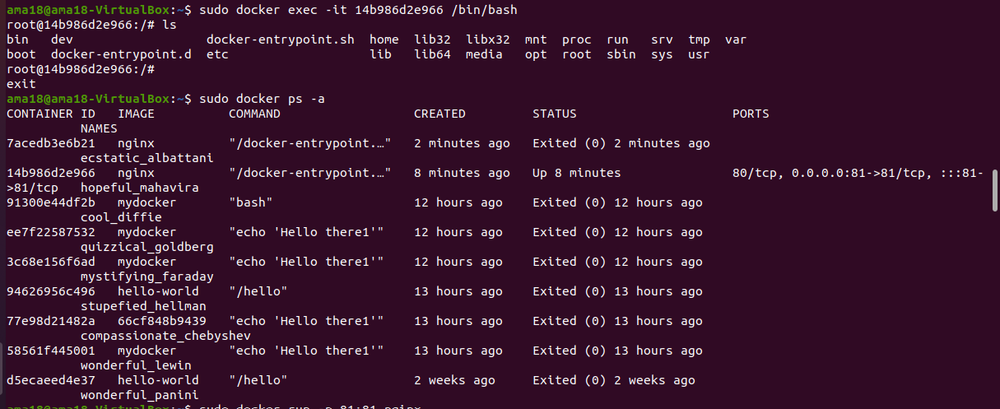 ama18@ama18-VirtualBox:~$ sudo docker exec -it 14b986d2e966 /bin/bash
root@14b986d2e966:/# ls
bin   dev                  docker-entrypoint.sh  home  lib32  libx32  mnt  proc  run   srv  tmp  var
boot  docker-entrypoint.d  etc                   lib   lib64  media   opt  root  sbin  sys  usr
root@14b986d2e966:/#
exit
ama18@ama18-VirtualBox:~$ sudo docker ps -a
CONTAINER ID   IMAGE          COMMAND                  CREATED         STATUS                     PORTS
          NAMES
7acedb3e6b21   nginx          "/docker-entrypoint.…"   2 minutes ago   Exited (0) 2 minutes ago
          ecstatic_albattani
14b986d2e966   nginx          "/docker-entrypoint.…"   8 minutes ago   Up 8 minutes               80/tcp, 0.0.0.0:81->81/tcp, :::81-
>81/tcp   hopeful_mahavira
91300e44df2b   mydocker       "bash"                   12 hours ago    Exited (0) 12 hours ago
          cool_diffie
ee7f22587532   mydocker       "echo 'Hello there1'"    12 hours ago    Exited (0) 12 hours ago
          quizzical_goldberg
3c68e156f6ad   mydocker       "echo 'Hello there1'"    12 hours ago    Exited (0) 12 hours ago
          mystifying_faraday
94626956c496   hello-world    "/hello"                 13 hours ago    Exited (0) 13 hours ago
          stupefied_hellman
77e98d21482a   66cf848b9439   "echo 'Hello there1'"    13 hours ago    Exited (0) 13 hours ago
          compassionate_chebyshev
58561f445001   mydocker       "echo 'Hello there1'"    13 hours ago    Exited (0) 13 hours ago
          wonderful_lewin
d5ecaeed4e37   hello-world    "/hello"                 2 weeks ago     Exited (0) 2 weeks ago
          wonderful_panini
ama18@ama18-VirtualBox:~$ sudo docker run -p 81:81 nginx